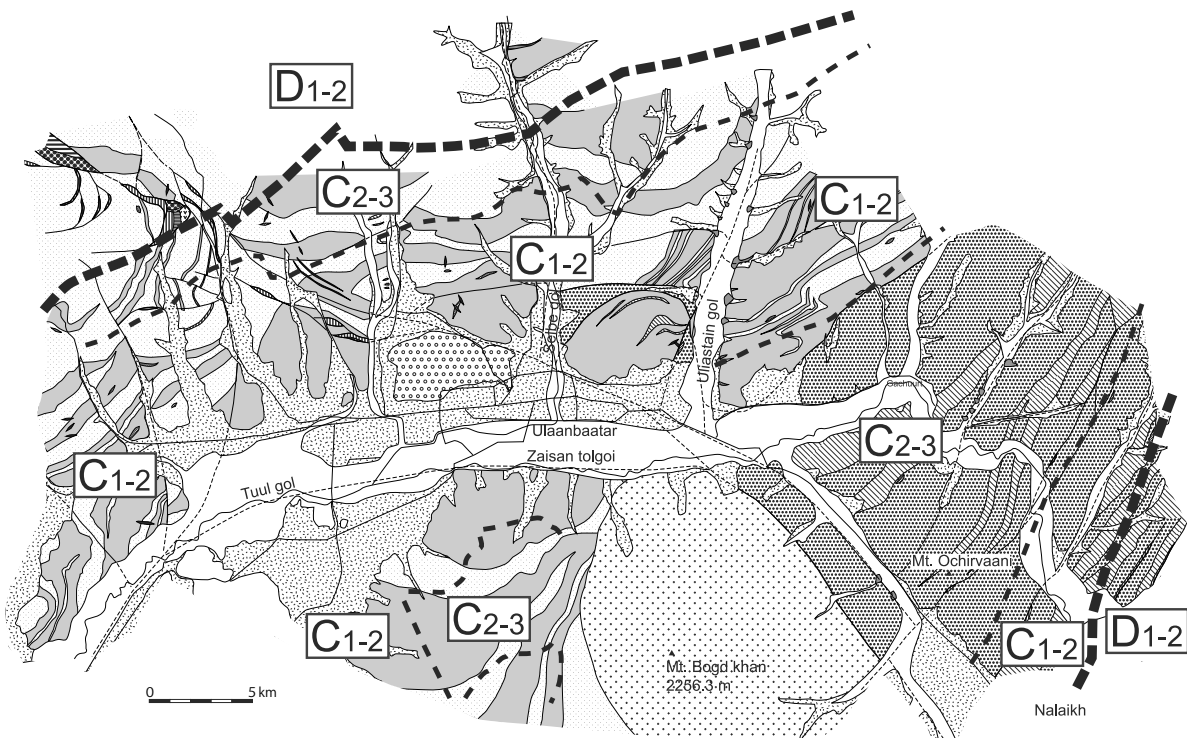 D1-2
C2-3
C1-2
C1-2
Uliastain gol
Gachuurt
Ulaanbaatar
C2-3
Zaisan tolgoi
C1-2
Tuul gol
Mt. Ochirvaani
C1-2
C2-3
C1-2
D1-2
Mt. Bogd khan
2256.3 m
0 5 km
Nalaikh